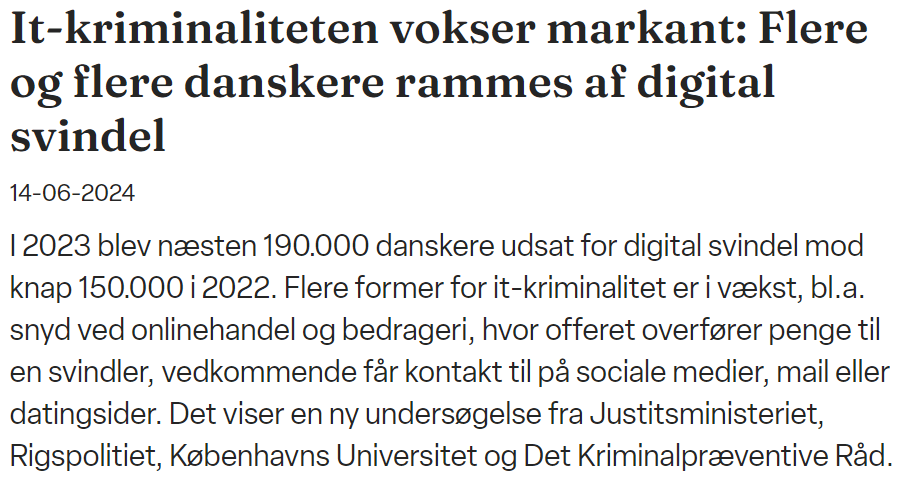 It-kriminaliteten vokser markant: Flere
og flere danskere rammes af digital
svindel
14-06-2024
I 2023 blev næsten 190.000 danskere udsat for digital svindel mod
knap 150.000 i 2022. Flere former for it-kriminalitet er i vækst, bl.a.
snyd ved onlinehandel og bedrageri, hvor offeret overfører penge til
en svindler, vedkommende får kontakt til på sociale medier, mail eller
datingsider. Det viser en ny undersøgelse fra Justitsministeriet,
Rigspolitiet, Københavns Universitet og Det Kriminalpræventive Råd.